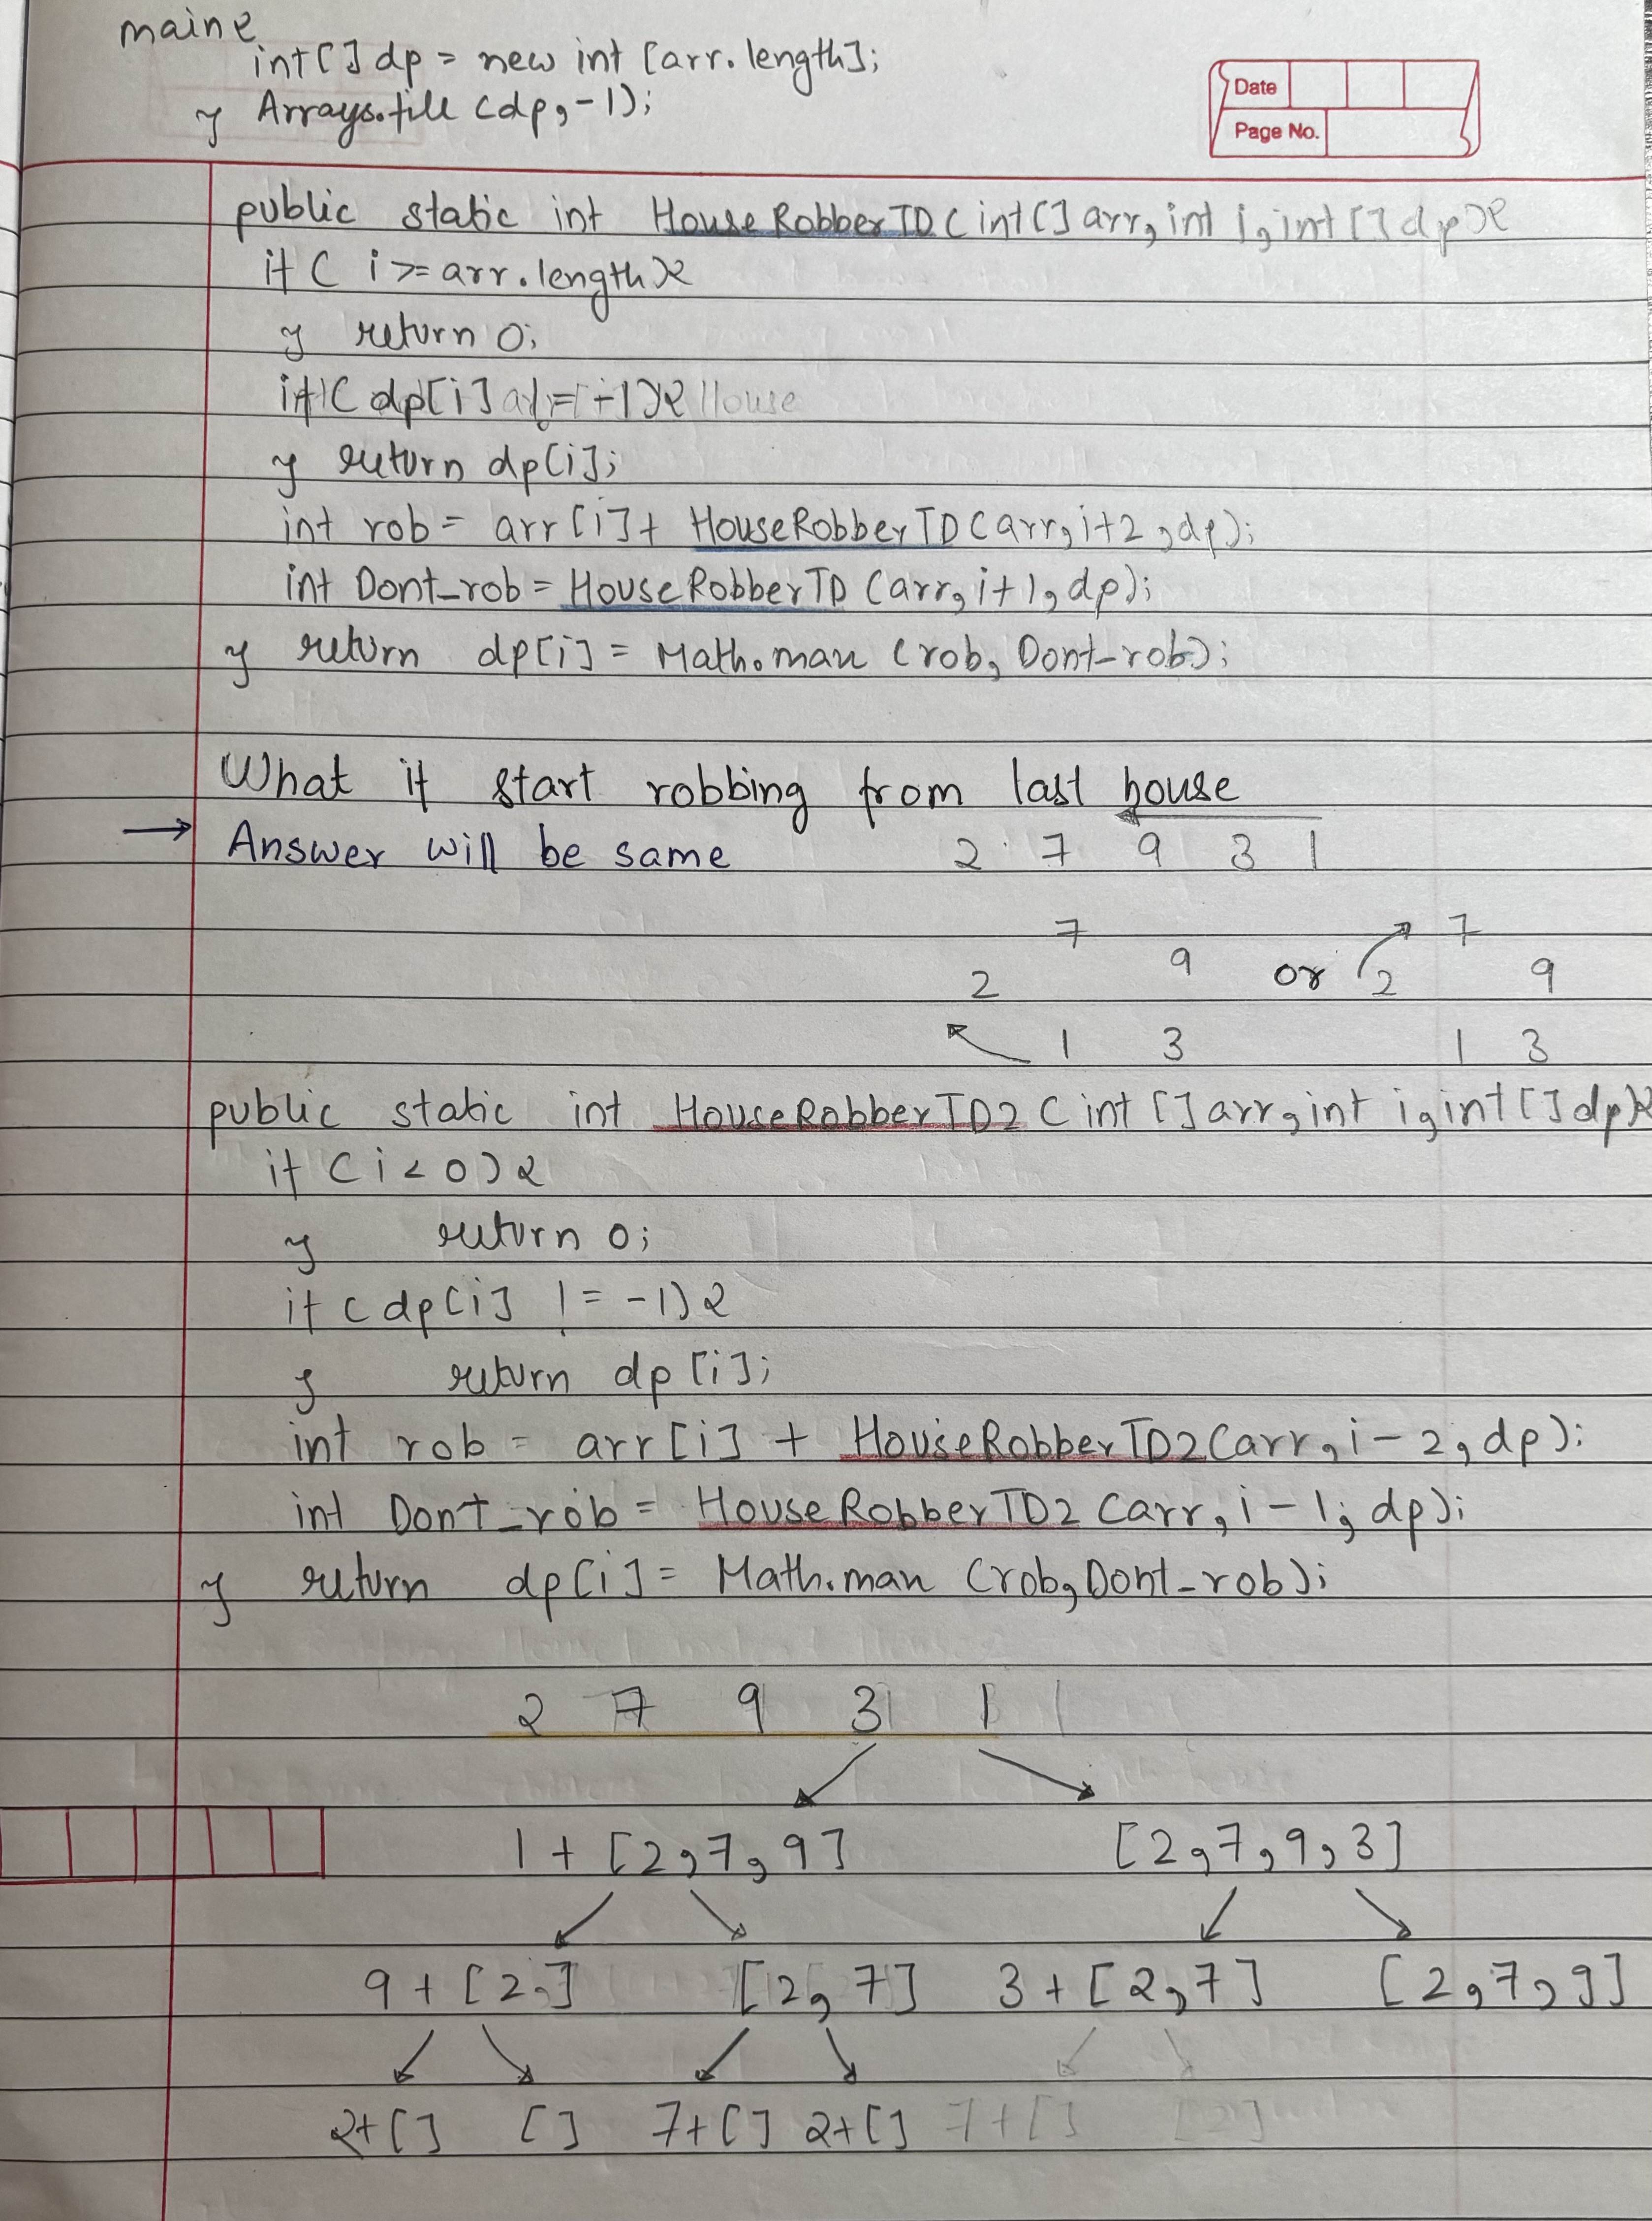 main{
int[] dp = new int [arr.length];
} Arrays.fill (dp,-1);
Date
Page No.
public static int HouseRobberTD (int[] arr, int i, int[] dp){
if ( i >= arr.length){
} return 0;
if ( dp[i] != -1){ House
} return dp[i];
int rob = arr[i] + HouseRobberTD (arr, i+2, dp);
int Dont_rob = HouseRobberTD (arr, i+1, dp);
} return dp[i] = Math.max (rob, Dont_rob);
What if start robbing from last house
→ Answer will be same 2 7 9 3 1
7 7
2 9 or 2 9
1 3 1 3
public static int HouseRobberTD2 (int [] arr, int i, int [] dp){
if (i < 0){
} return 0;
if (dp[i] != -1){
} return dp[i];
int rob = arr[i] + HouseRobberTD2(arr, i - 2, dp);
int Dont_rob = HouseRobberTD2 (arr, i - 1; dp);
} return dp[i] = Math.max (rob, Dont_rob);
2 7 9 3 1
1 + [2,7,9] [2,7,9,3]
9 + [2] [2,7] 3 + [2,7] [2,7,9]
2+[] [] 7+[] 2+[] 7+[] [2]